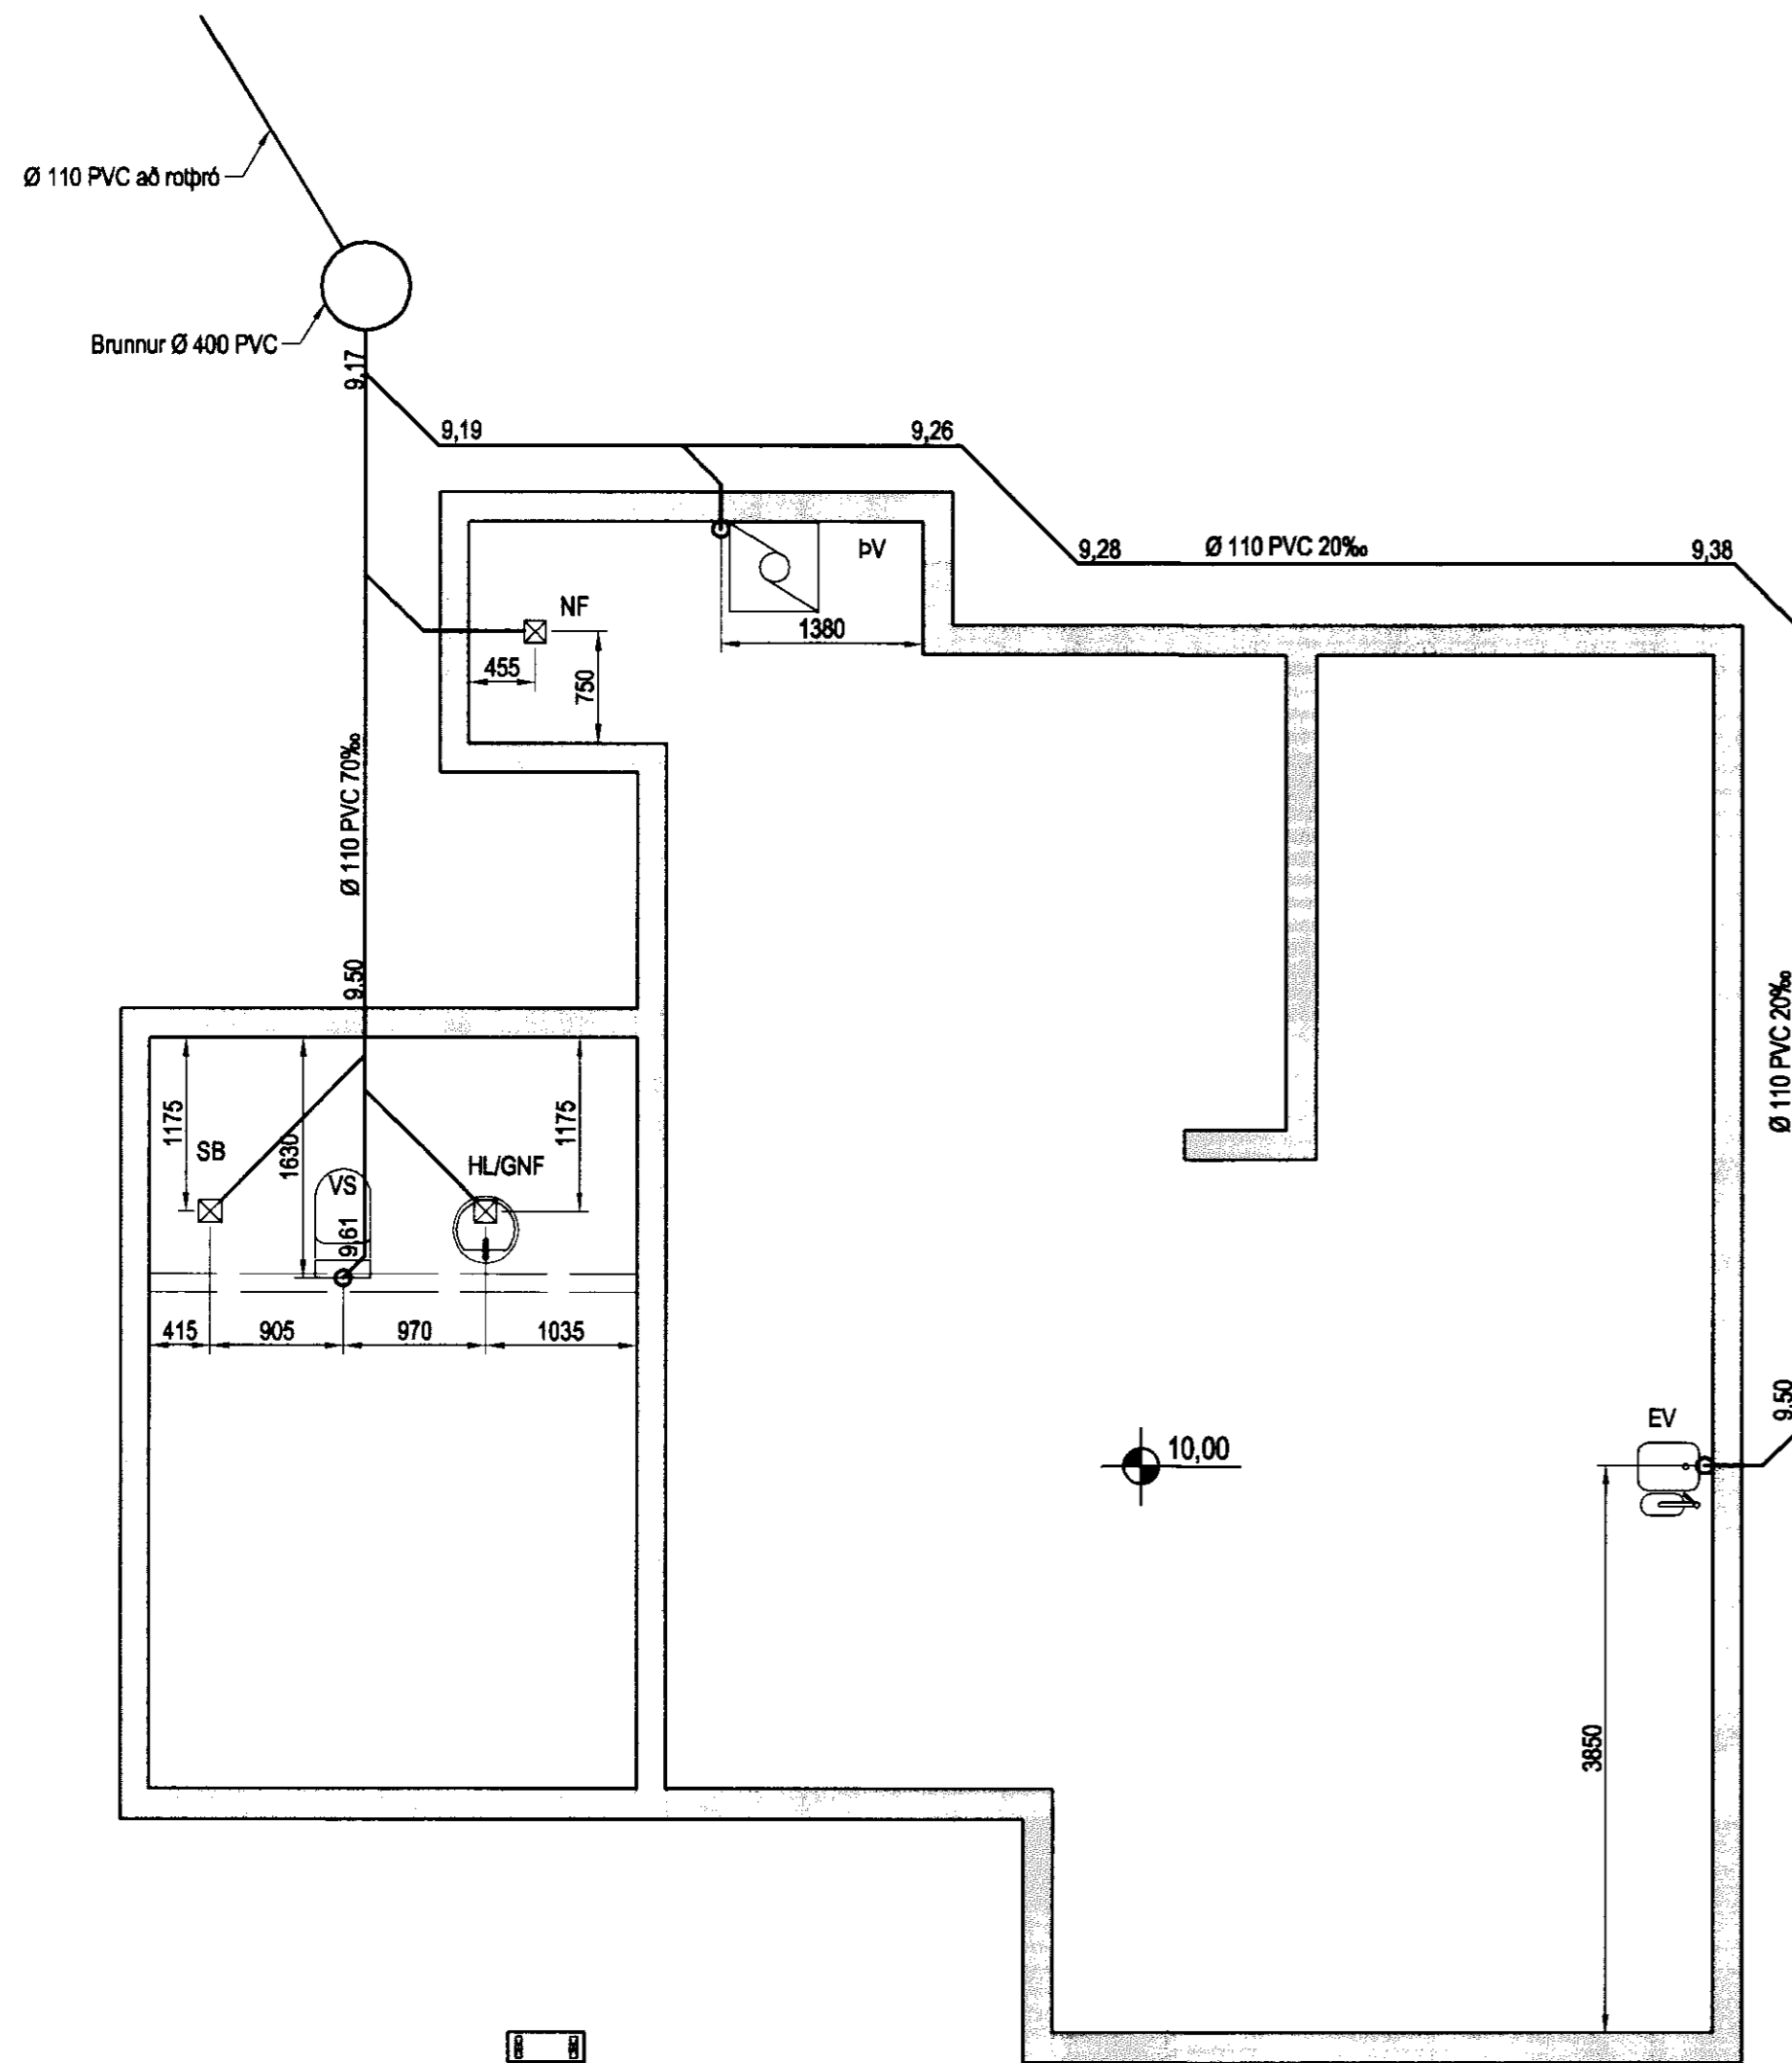 Ø 110 PVC að rotþró
Brunnur Ø 400 PVC
9,17
9,19
9,26
9,28
Ø 110 PVC 20‰
9,38
ÞV
NF
1380
455
750
Ø 110 PVC 70‰
9,50
Ø 110 PVC 20‰
1175
SB
1630
VS
9,61
HL/GNF
1175
415
905
970
1035
10,00
EV
9,50
3850